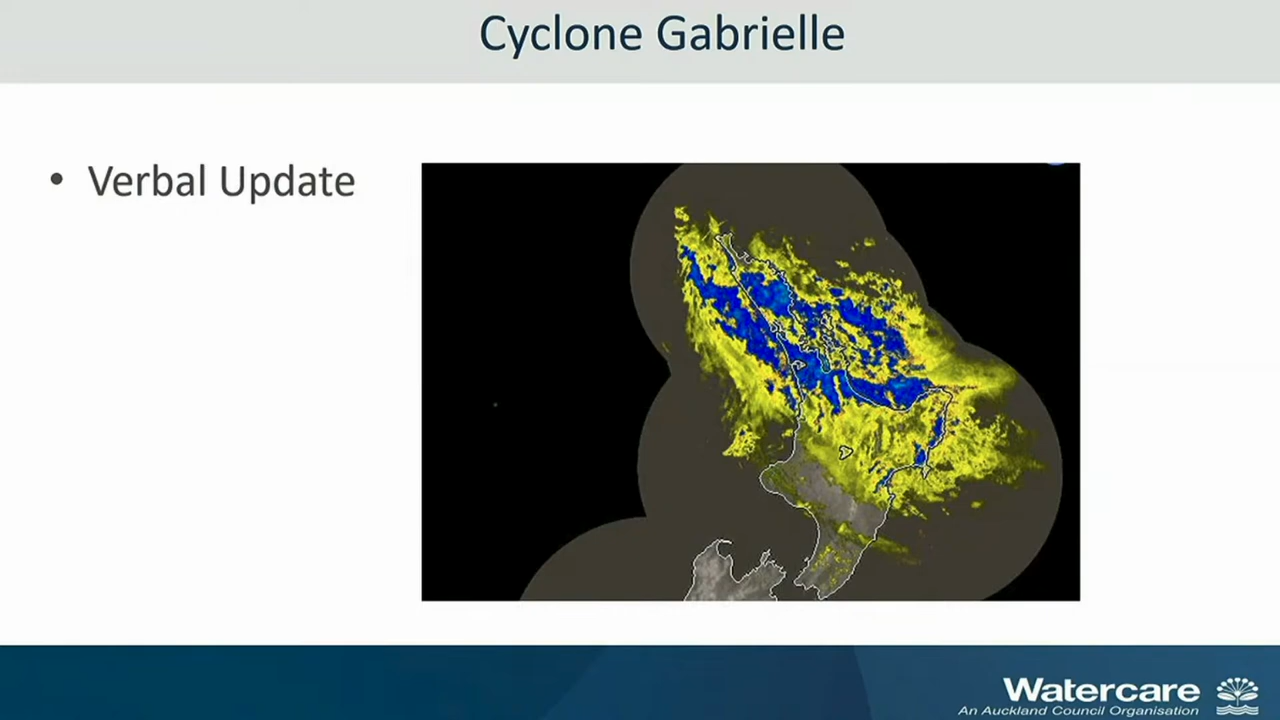 Cyclone Gabrielle
• Verbal Update
Watercare
An Auckland Council Organisation